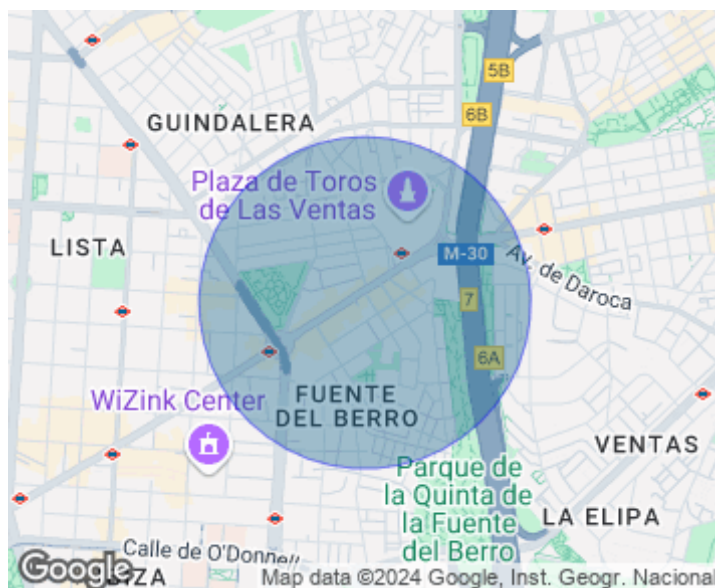 5B
6B
GUINDALERA
Plaza de Toros
de Las Ventas
LISTA
M-30
Av. de Daroca
7
6A
FUENTE
DEL BERRO
WiZink Center
VENTAS
Parque de
la Quinta de
la Fuente
del Berro
LA ELIPA
Calle de O'Donnell
IBIZA
Google
Map data ©2024 Google, Inst. Geogr. Nacional